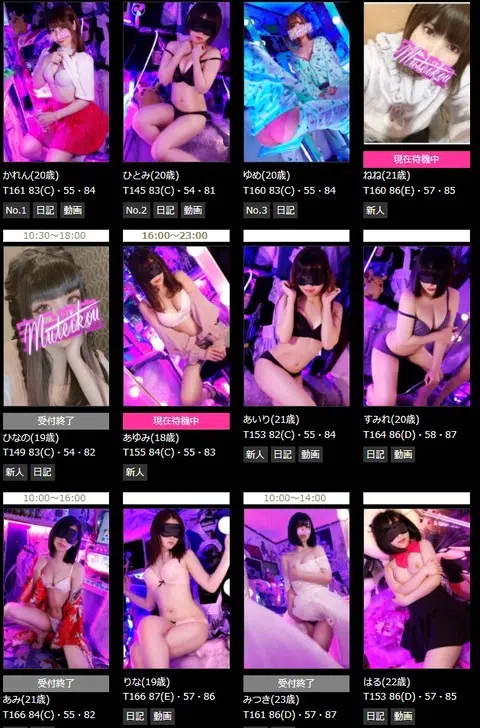 かれん(20歳)
T161 83(C)・55・84
No.1 日記 動画
ひとみ(20歳)
T145 83(C)・54・81
No.2 日記 動画
ゆめ(20歳)
T160 83(C)・55・84
No.3 日記
Muteikou
現在待機中
ねね(21歳)
T160 86(E)・57・85
新人
10:30～18:00
Muteikou
受付終了
ひなの(19歳)
T149 83(C)・54・82
新人 日記
16:00～23:00
現在待機中
あゆみ(18歳)
T155 84(C)・55・83
新人
あいり(21歳)
T153 82(C)・55・84
新人 日記 動画
すみれ(20歳)
T164 86(D)・58・87
日記 動画
10:00～16:00
受付終了
あみ(21歳)
T166 84(C)・55・82
りな(19歳)
T166 87(E)・57・86
日記 動画
10:00～14:00
受付終了
みつき(23歳)
T161 86(D)・57・87
はる(22歳)
T153 86(D)・57・85
日記 動画